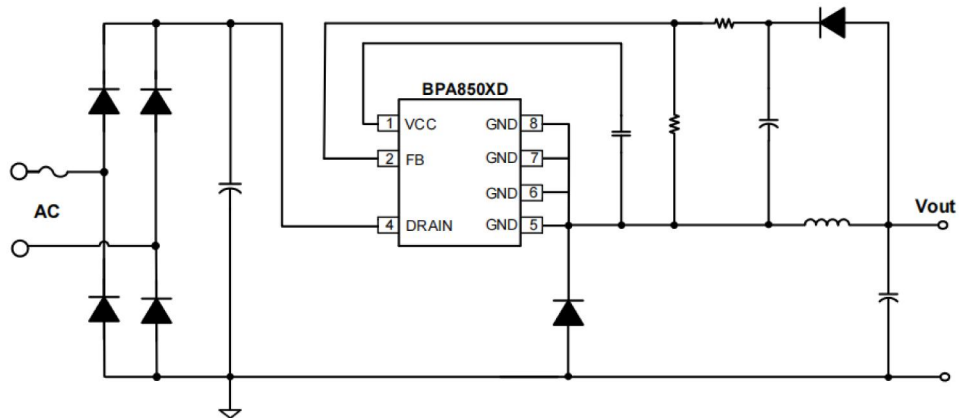 BPA850XD
1 VCC GND 8
2 FB GND 7
GND 6
4 DRAIN GND 5
AC
Vout